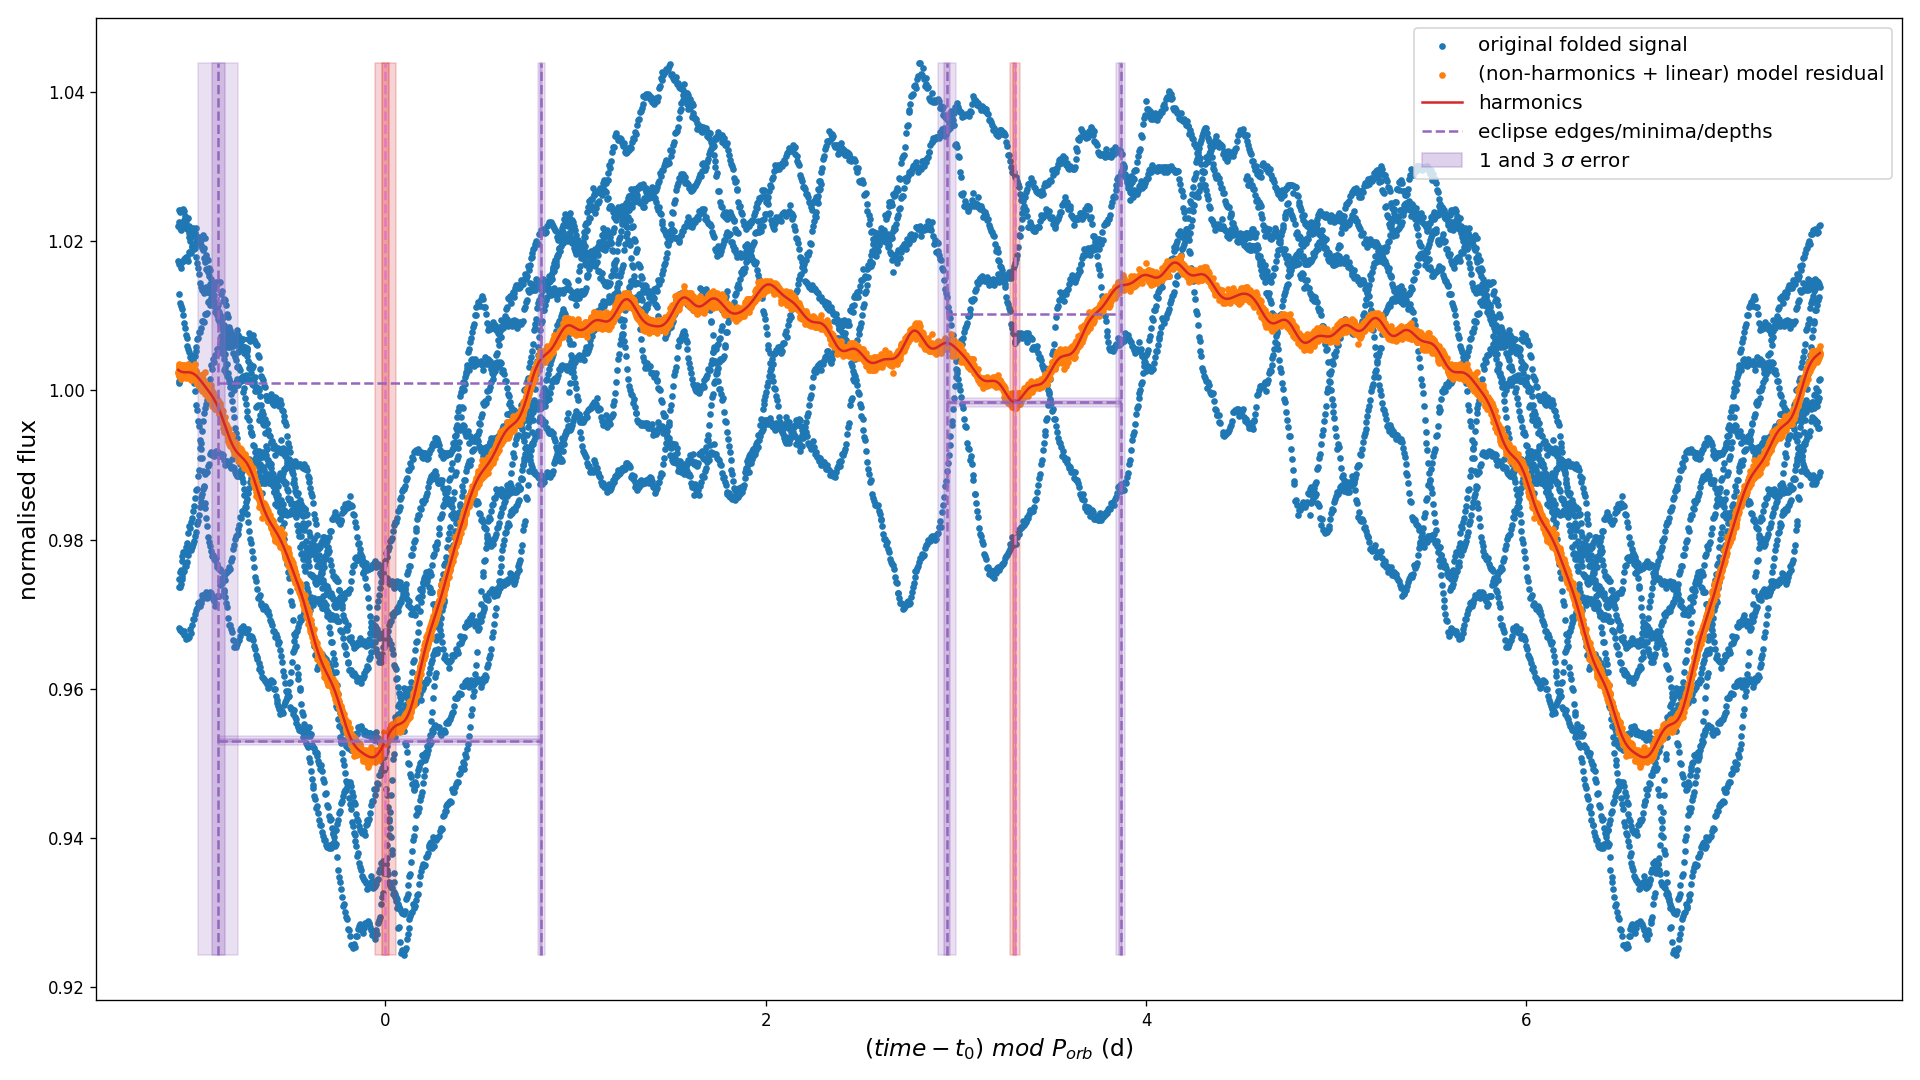 original folded signal
(non-harmonics + linear) model residual
harmonics
eclipse edges/minima/depths
1 and 3 σ error
normalised flux
1.04
1.02
1.00
0.98
0.96
0.94
0.92
0 2 4 6
(time − t₀) mod P_orb (d)